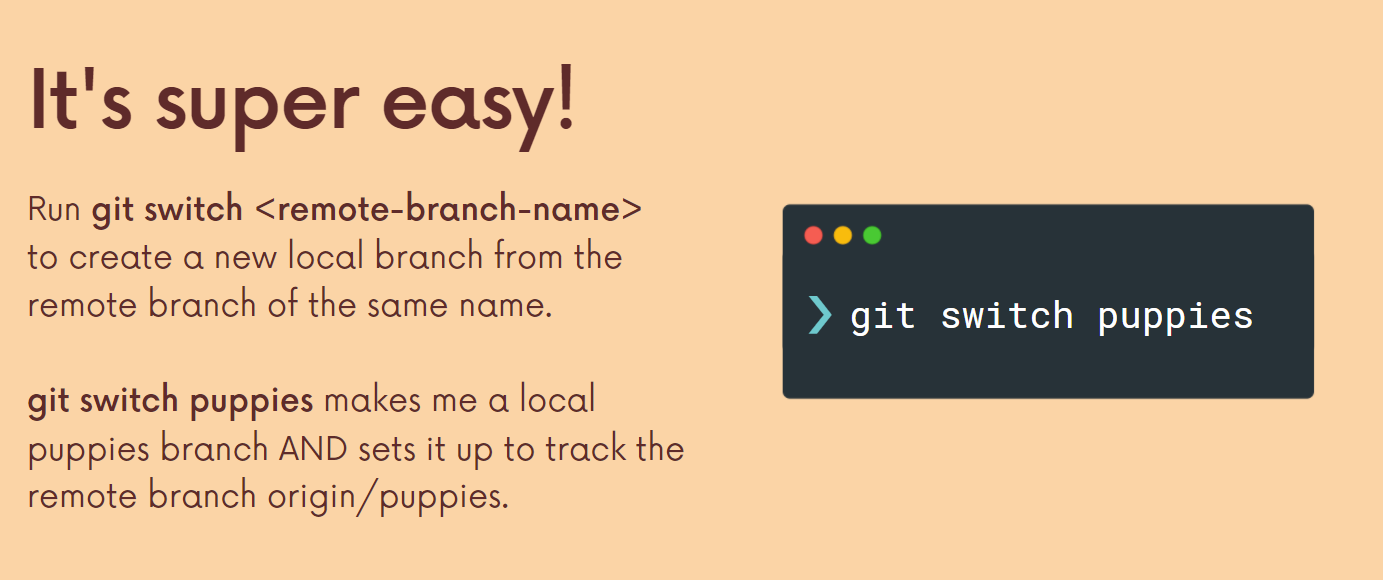 It's super easy!
Run git switch <remote-branch-name>
to create a new local branch from the
remote branch of the same name.
git switch puppies makes me a local
puppies branch AND sets it up to track the
remote branch origin/puppies.
❯ git switch puppies